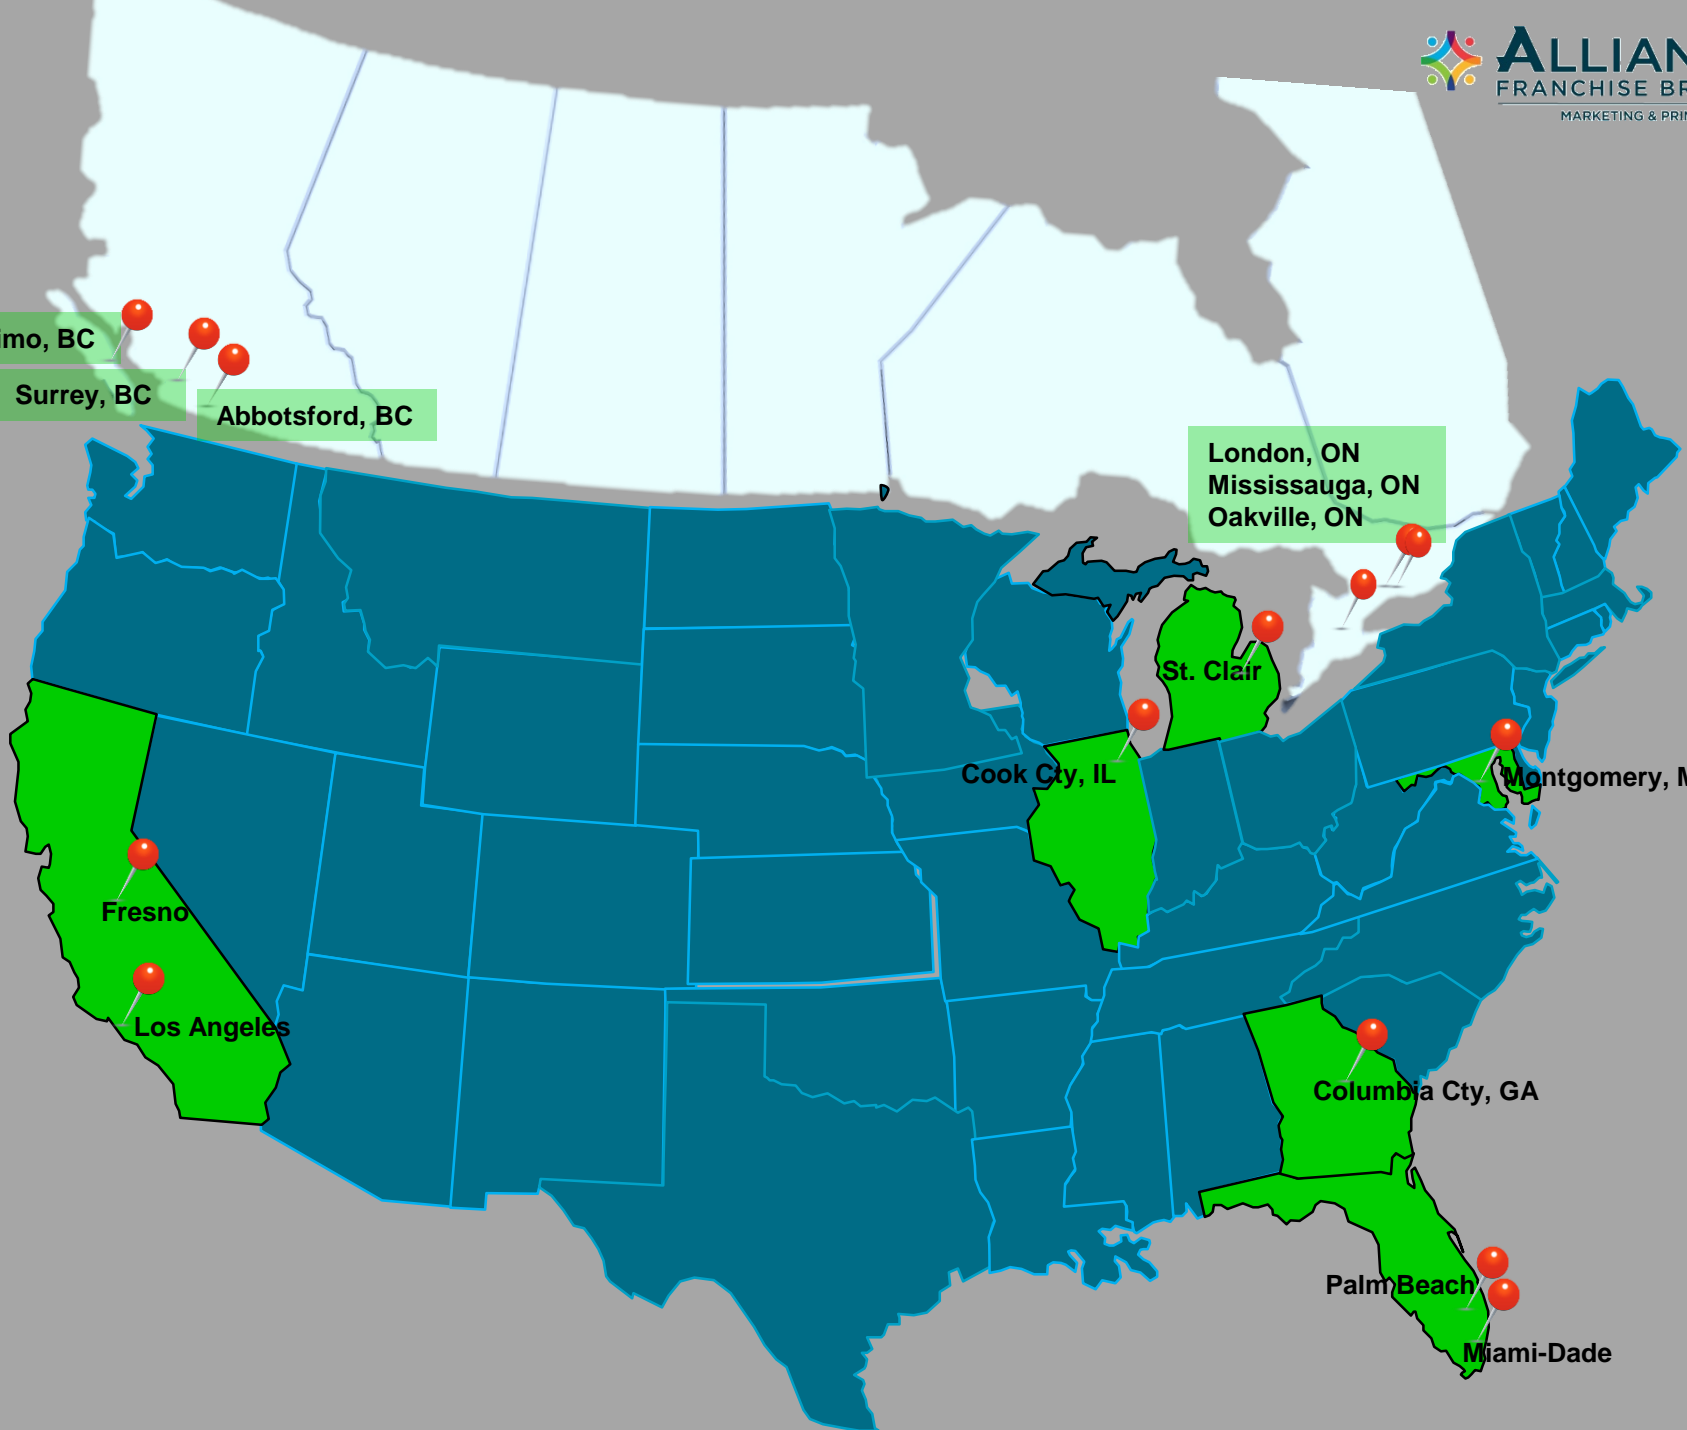 ALLIAN
FRANCHISE BR
MARKETING & PRIN
imo, BC
Surrey, BC
Abbotsford, BC
London, ON
Mississauga, ON
Oakville, ON
St. Clair
Cook Cty, IL
Montgomery, M
Fresno
Los Angeles
Columbia Cty, GA
Palm Beach
Miami-Dade